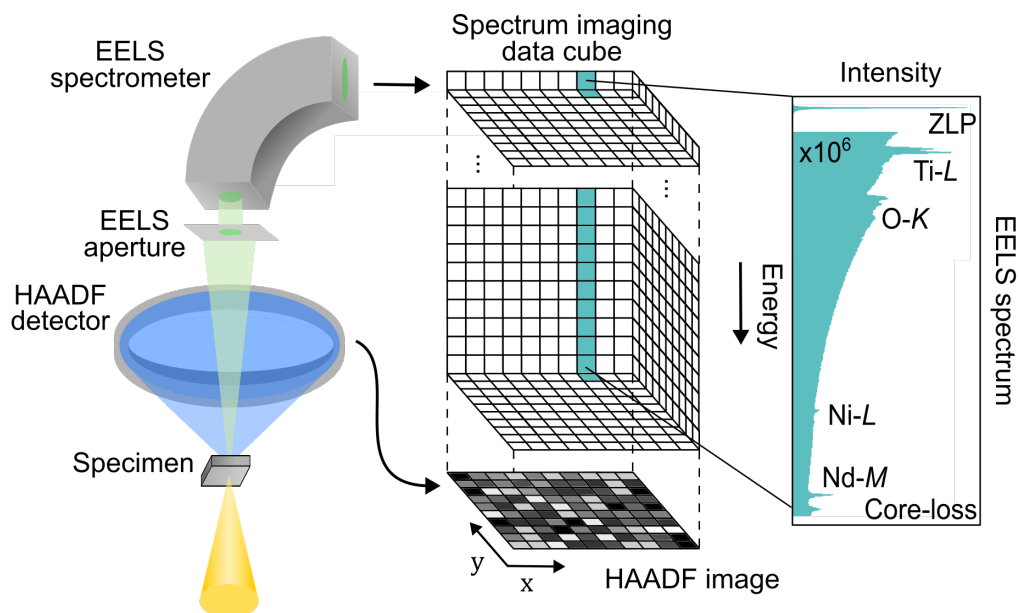 EELS
spectrometer
EELS
aperture
HAADF
detector
Specimen
Spectrum imaging
data cube
...
...
Energy
y
x
HAADF image
Intensity
ZLP
x10⁶
Ti-L
O-K
Ni-L
Nd-M
Core-loss
EELS spectrum